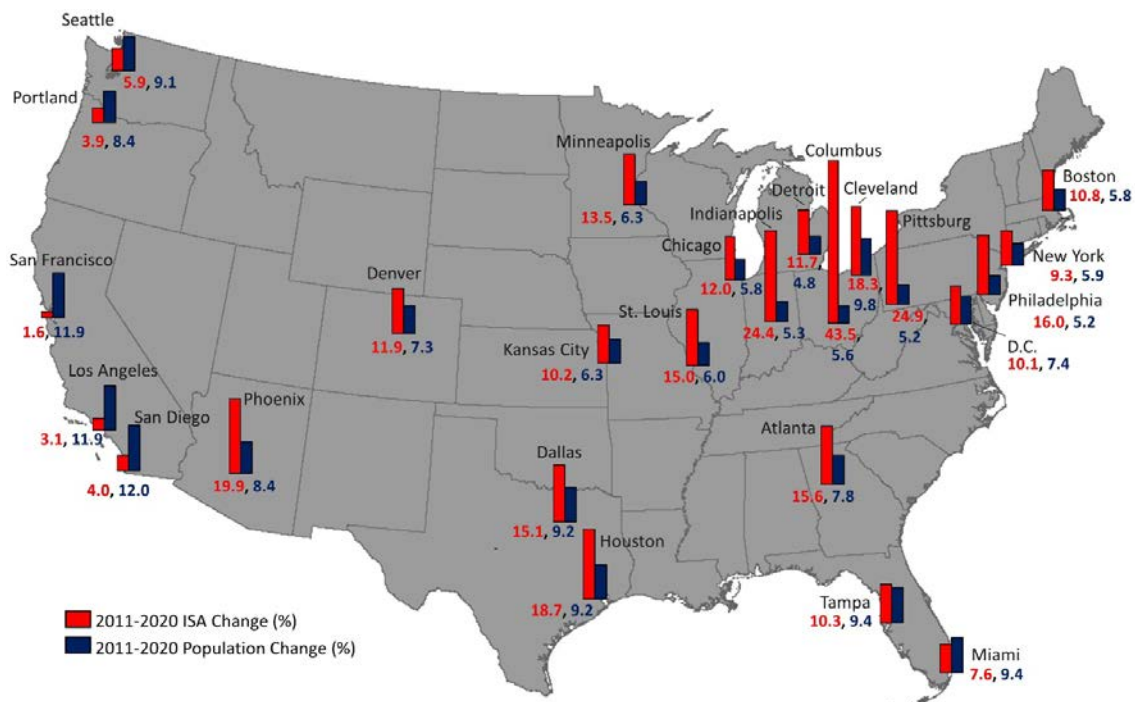 Seattle
5.9, 9.1
Portland
3.9, 8.4
San Francisco
1.6, 11.9
Los Angeles
3.1, 11.9
San Diego
4.0, 12.0
Phoenix
19.9, 8.4
Denver
11.9, 7.3
Minneapolis
13.5, 6.3
Kansas City
10.2, 6.3
St. Louis
15.0, 6.0
Dallas
15.1, 9.2
Houston
18.7, 9.2
Chicago
12.0, 5.8
Indianapolis
24.4, 5.3
Detroit
11.7,
4.8
Columbus
43.5,
5.6
Cleveland
18.3,
9.8
Pittsburg
24.9,
5.2
Boston
10.8, 5.8
New York
9.3, 5.9
Philadelphia
16.0, 5.2
D.C.
10.1, 7.4
Atlanta
15.6, 7.8
Tampa
10.3, 9.4
Miami
7.6, 9.4
2011-2020 ISA Change (%)
2011-2020 Population Change (%)